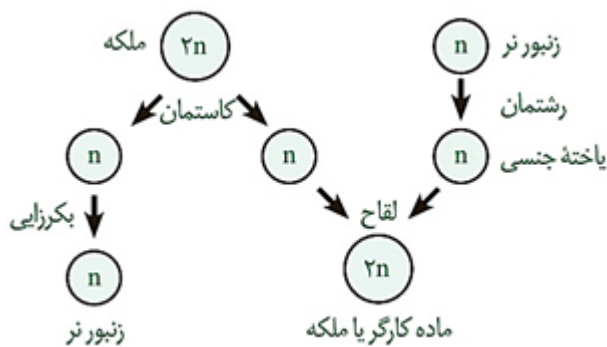 ملکه
۲n
n
زنبور نر
کاستمان
رشتمان
n
n
n
یاختهٔ جنسی
بکرزایی
لقاح
n
۲n
زنبور نر
ماده کارگر یا ملکه